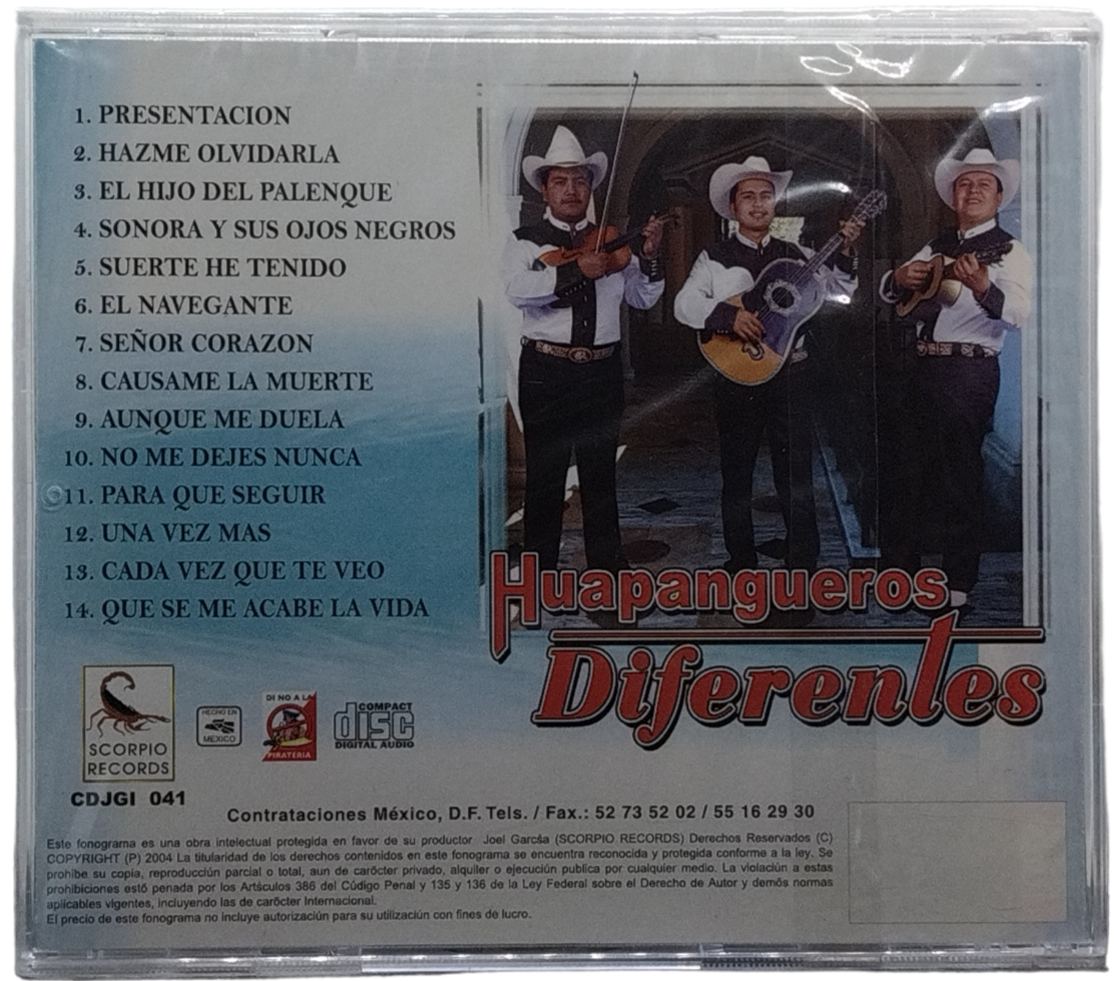 1. PRESENTACION
2. HAZME OLVIDARLA
3. EL HIJO DEL PALENQUE
4. SONORA Y SUS OJOS NEGROS
5. SUERTE HE TENIDO
6. EL NAVEGANTE
7. SEÑOR CORAZON
8. CAUSAME LA MUERTE
9. AUNQUE ME DUELA
10. NO ME DEJES NUNCA
11. PARA QUE SEGUIR
12. UNA VEZ MAS
13. CADA VEZ QUE TE VEO
14. QUE SE ME ACABE LA VIDA
Huapangueros
Diferentes
SCORPIO
RECORDS
HECHO EN
MEXICO
DI NO A LA
PIRATERIA
COMPACT
disc
DIGITAL AUDIO
CDJGI 041
Contrataciones México, D.F. Tels. / Fax.: 52 73 52 02 / 55 16 29 30
Este fonograma es una obra intelectual protegida en favor de su productor Joel Garcša (SCORPIO RECORDS) Derechos Reservados (C)
COPYRIGHT (P) 2004 La titularidad de los derechos contenidos en este fonograma se encuentra reconocida y protegida conforme a la ley. Se
prohibe su copia, reproducción parcial o total, aun de carócter privado, alquiler o ejecución publica por cualquier medio. La violación a estas
prohibiciones estó penada por los Artšculos 386 del Código Penal y 135 y 136 de la Ley Federal sobre el Derecho de Autor y demós normas
aplicables vigentes, incluyendo las de carócter Internacional.
El precio de este fonograma no incluye autorización para su utilización con fines de lucro.